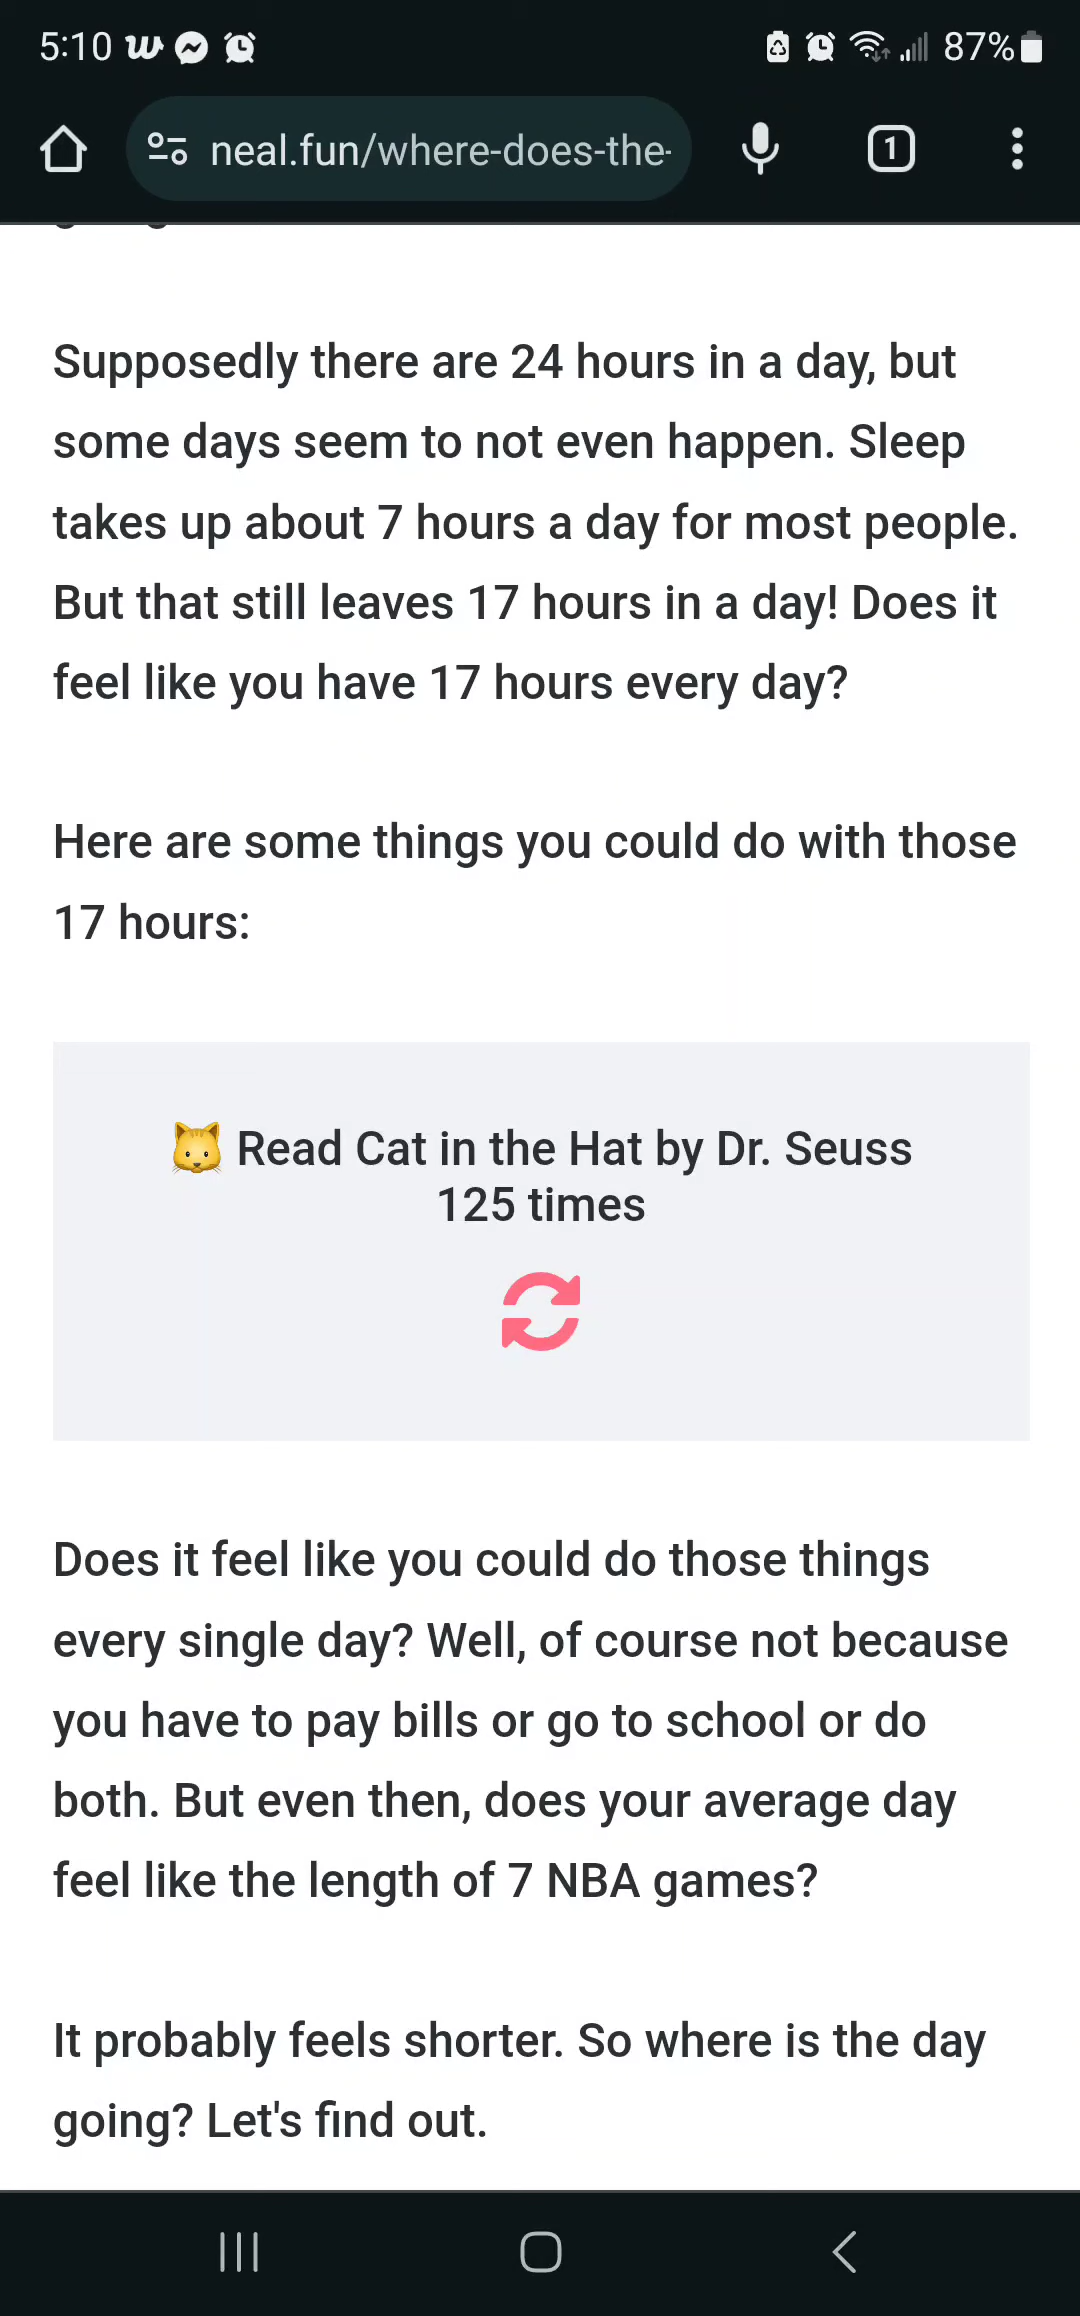 5:10
87%
neal.fun/where-does-the-
1
Supposedly there are 24 hours in a day, but
some days seem to not even happen. Sleep
takes up about 7 hours a day for most people.
But that still leaves 17 hours in a day! Does it
feel like you have 17 hours every day?
Here are some things you could do with those
17 hours:
🐱 Read Cat in the Hat by Dr. Seuss
125 times
Does it feel like you could do those things
every single day? Well, of course not because
you have to pay bills or go to school or do
both. But even then, does your average day
feel like the length of 7 NBA games?
It probably feels shorter. So where is the day
going? Let's find out.